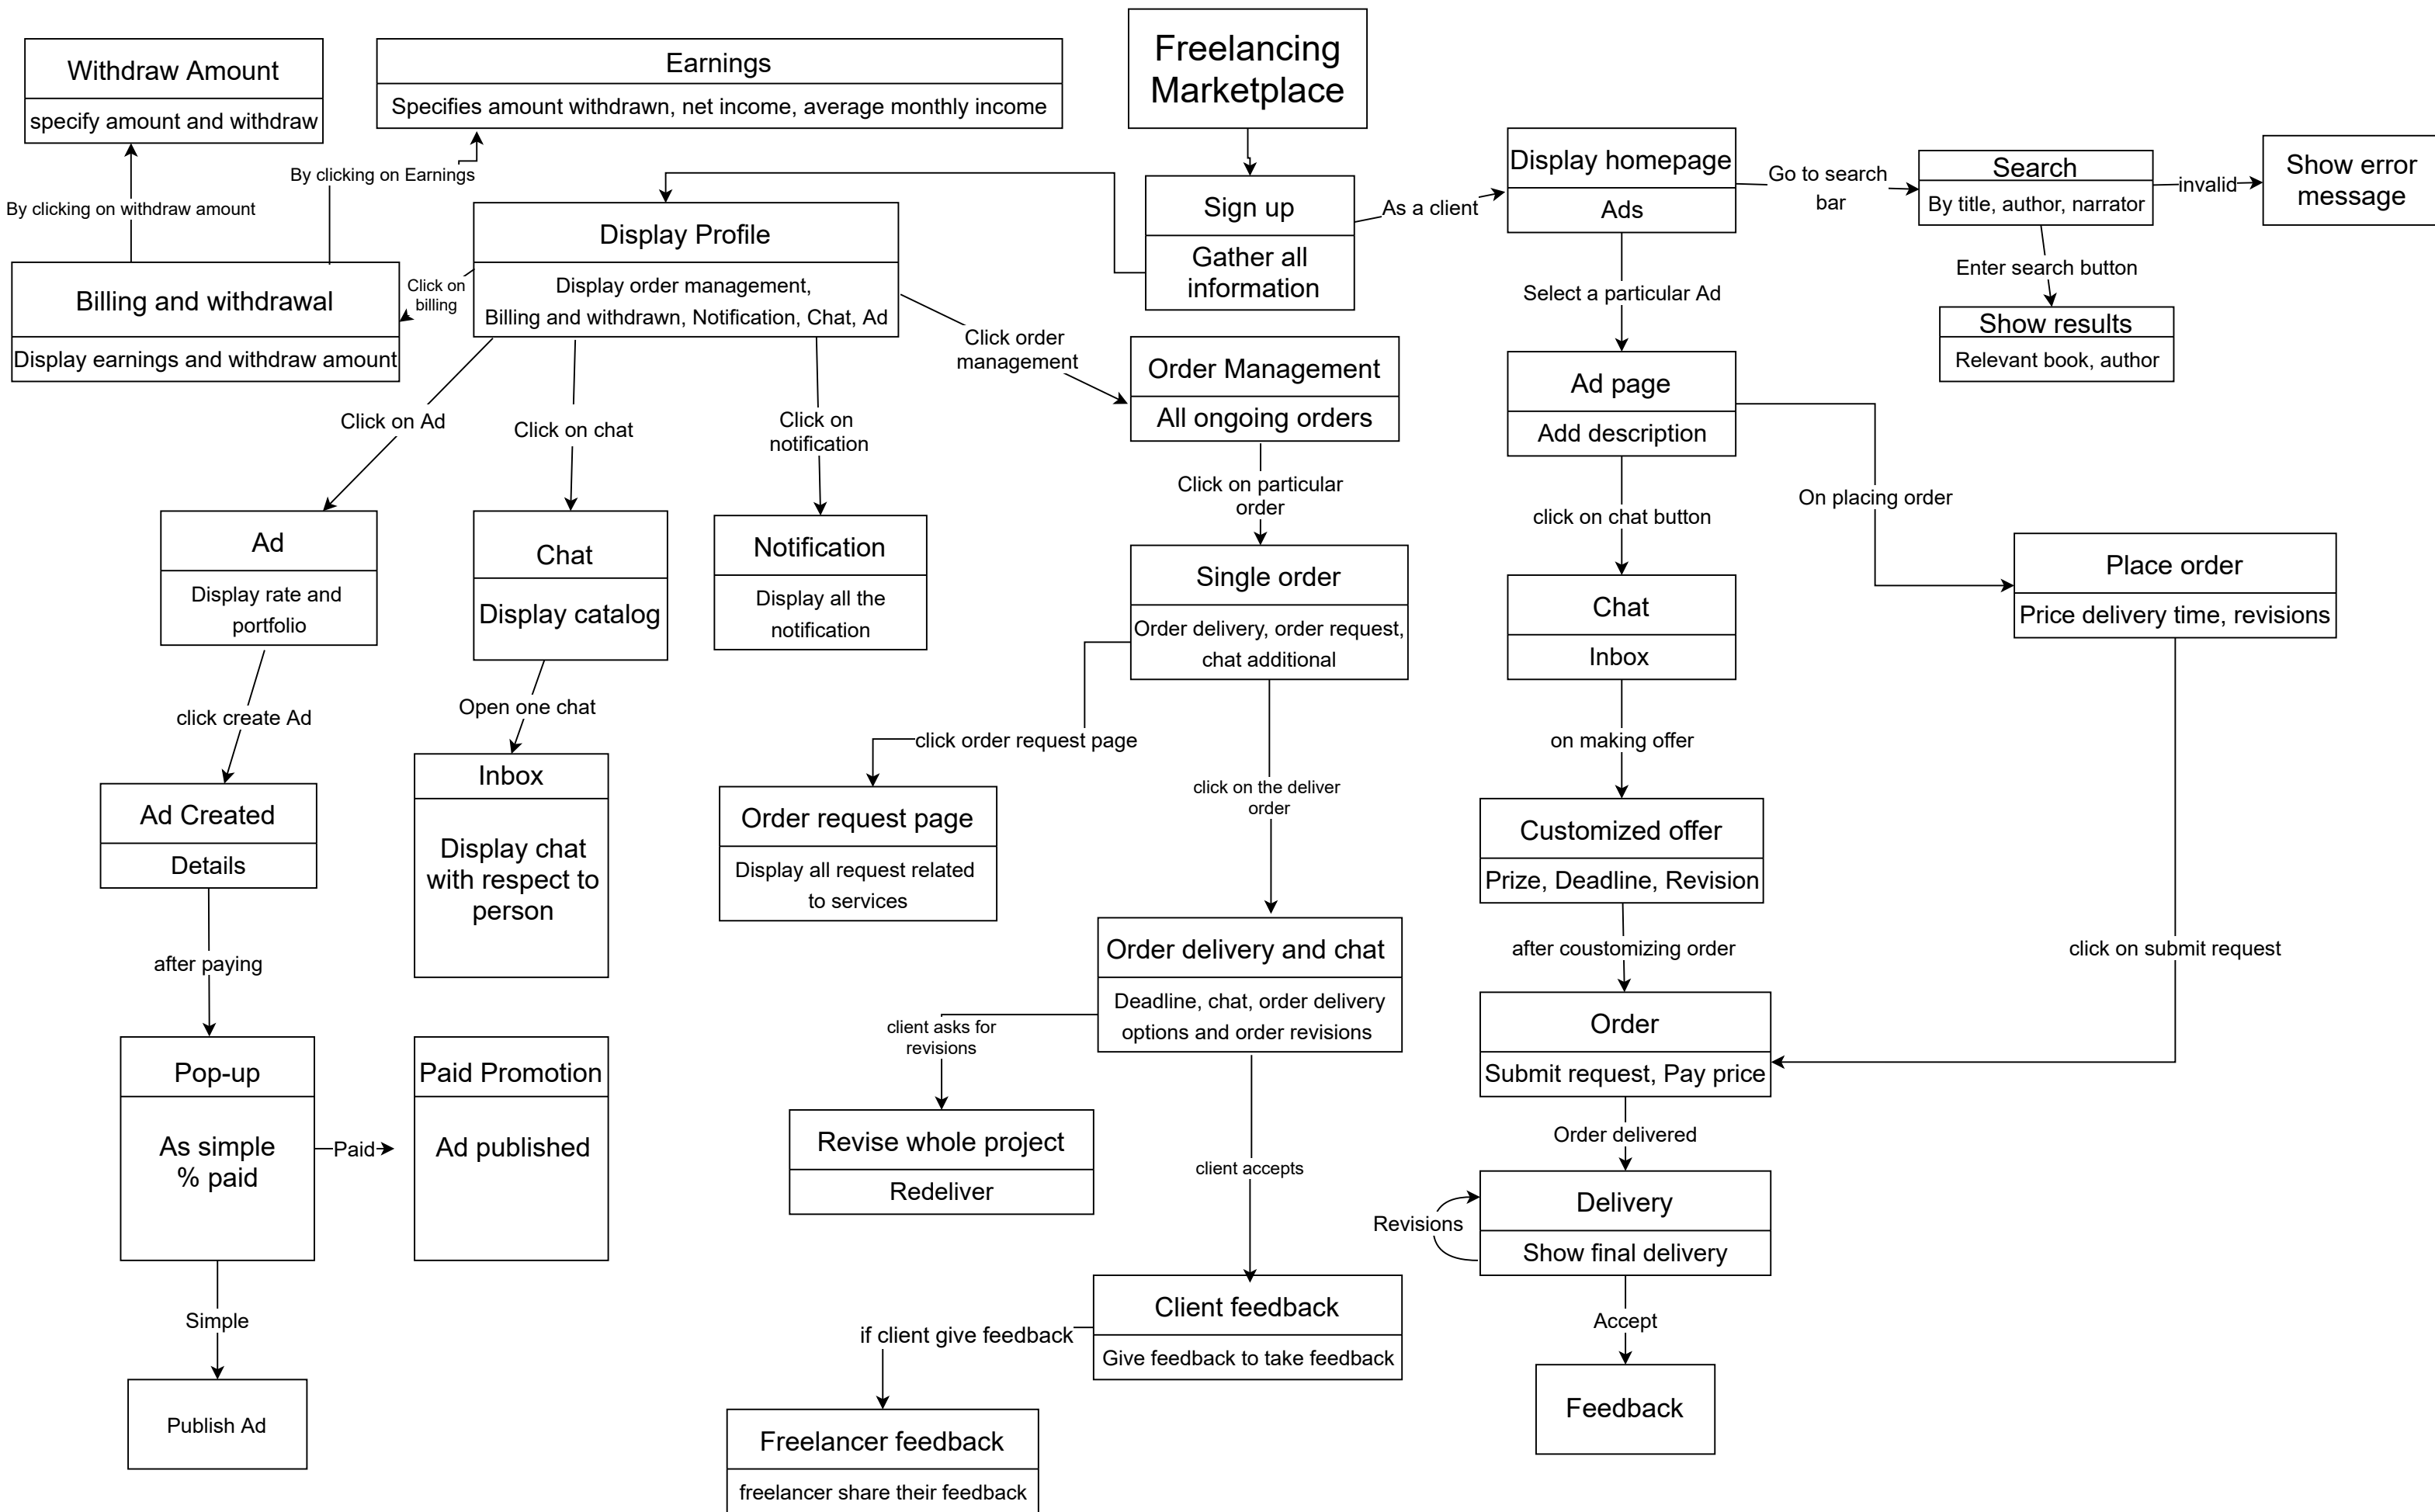 Freelancing
Marketplace
Withdraw Amount
specify amount and withdraw
Earnings
Specifies amount withdrawn, net income, average monthly income
By clicking on Earnings
By clicking on withdraw amount
Sign up
Gather all
information
As a client
Display homepage
Ads
Go to search
bar
Search
By title, author, narrator
invalid
Show error
message
Enter search button
Show results
Relevant book, author
Display Profile
Display order management,
Billing and withdrawn, Notification, Chat, Ad
Click on
billing
Billing and withdrawal
Display earnings and withdraw amount
Click order
management
Order Management
All ongoing orders
Select a particular Ad
Ad page
Add description
Click on Ad
Click on chat
Click on
notification
Click on particular
order
click on chat button
On placing order
Ad
Display rate and
portfolio
Chat
Display catalog
Notification
Display all the
notification
Single order
Order delivery, order request,
chat additional
Chat
Inbox
Place order
Price delivery time, revisions
click create Ad
Open one chat
click order request page
click on the deliver
order
on making offer
Ad Created
Details
Inbox
Display chat
with respect to
person
Order request page
Display all request related
to services
Customized offer
Prize, Deadline, Revision
after paying
Order delivery and chat
Deadline, chat, order delivery
options and order revisions
after coustomizing order
click on submit request
client asks for
revisions
Order
Submit request, Pay price
Pop-up
As simple
% paid
Paid
Paid Promotion
Ad published
Revise whole project
Redeliver
client accepts
Order delivered
Delivery
Show final delivery
Revisions
Simple
Publish Ad
if client give feedback
Client feedback
Give feedback to take feedback
Accept
Feedback
Freelancer feedback
freelancer share their feedback